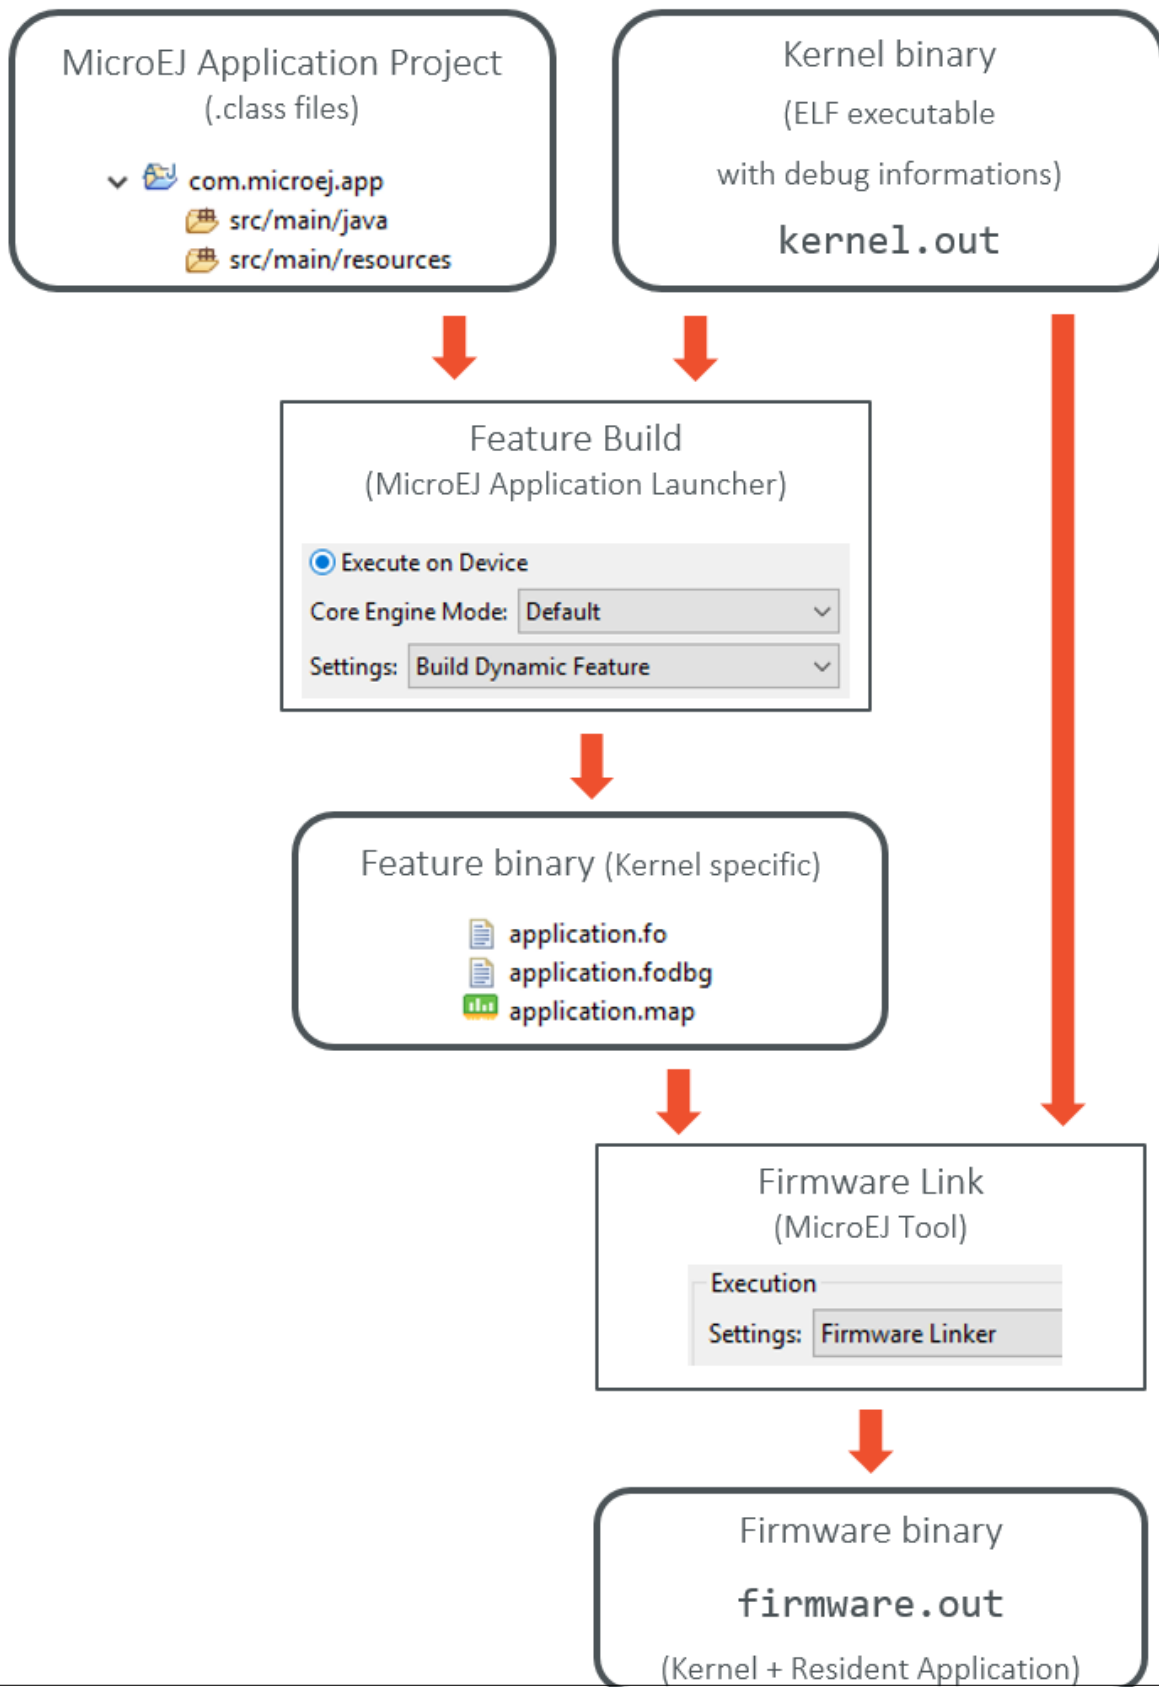 MicroEJ Application Project
(.class files)
com.microej.app
src/main/java
src/main/resources
Kernel binary
(ELF executable
with debug informations)
kernel.out
Feature Build
(MicroEJ Application Launcher)
Execute on Device
Core Engine Mode: Default
Settings: Build Dynamic Feature
Feature binary (Kernel specific)
application.fo
application.fodbg
application.map
Firmware Link
(MicroEJ Tool)
Execution
Settings: Firmware Linker
Firmware binary
firmware.out
(Kernel + Resident Application)